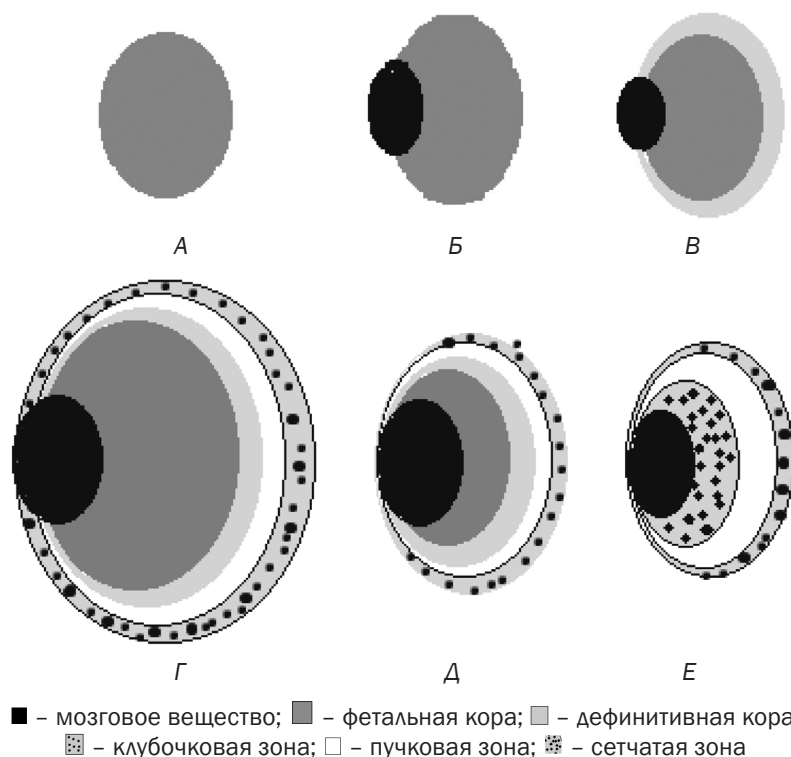 А
Б
В
Г
Д
Е
– мозговое вещество; – фетальная кора; – дефинитивная кора
– клубочковая зона; – пучковая зона; – сетчатая зона